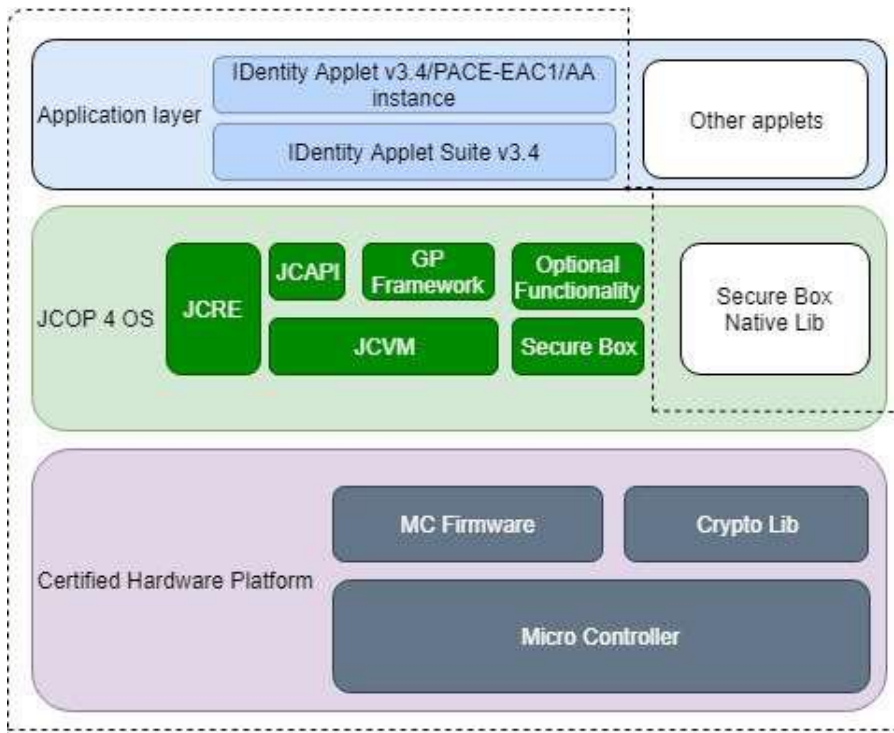 IDentity Applet v3.4/PACE-EAC1/AA
instance
Application layer
Other applets
IDentity Applet Suite v3.4
JCAPI
GP
Framework
Optional
Functionality
JCRE
Secure Box
Native Lib
JCOP 4 OS
JCVM
Secure Box
MC Firmware
Crypto Lib
Certified Hardware Platform
Micro Controller